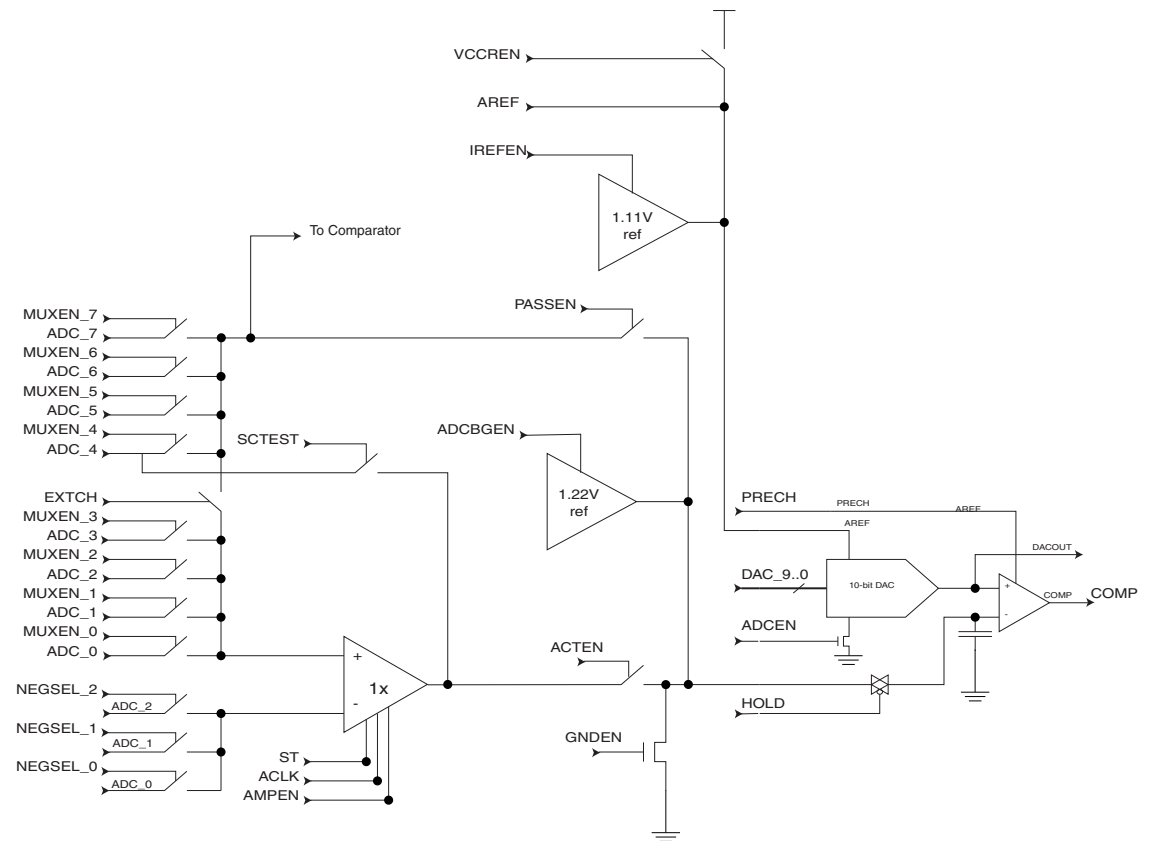 VCCREN
AREF
IREFEN
1.11V
ref
To Comparator
PASSEN
MUXEN_7
ADC_7
MUXEN_6
ADC_6
MUXEN_5
ADC_5
MUXEN_4
ADC_4
SCTEST
ADCBGEN
1.22V
ref
EXTCH
MUXEN_3
ADC_3
MUXEN_2
ADC_2
MUXEN_1
ADC_1
MUXEN_0
ADC_0
PRECH
PRECH
AREF
AREF
DACOUT
DAC_9..0
10-bit DAC
+
-
COMP
COMP
ADCEN
ACTEN
HOLD
GNDEN
+
1x
-
NEGSEL_2
ADC_2
NEGSEL_1
ADC_1
NEGSEL_0
ADC_0
ST
ACLK
AMPEN